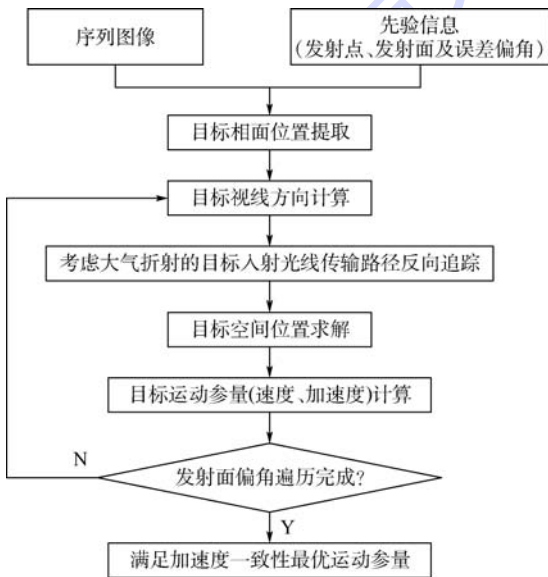 序列图像
先验信息
(发射点、发射面及误差偏角)
目标相面位置提取
目标视线方向计算
考虑大气折射的目标入射光线传输路径反向追踪
目标空间位置求解
目标运动参量(速度、加速度)计算
发射面偏角遍历完成?
N
Y
满足加速度一致性最优运动参量